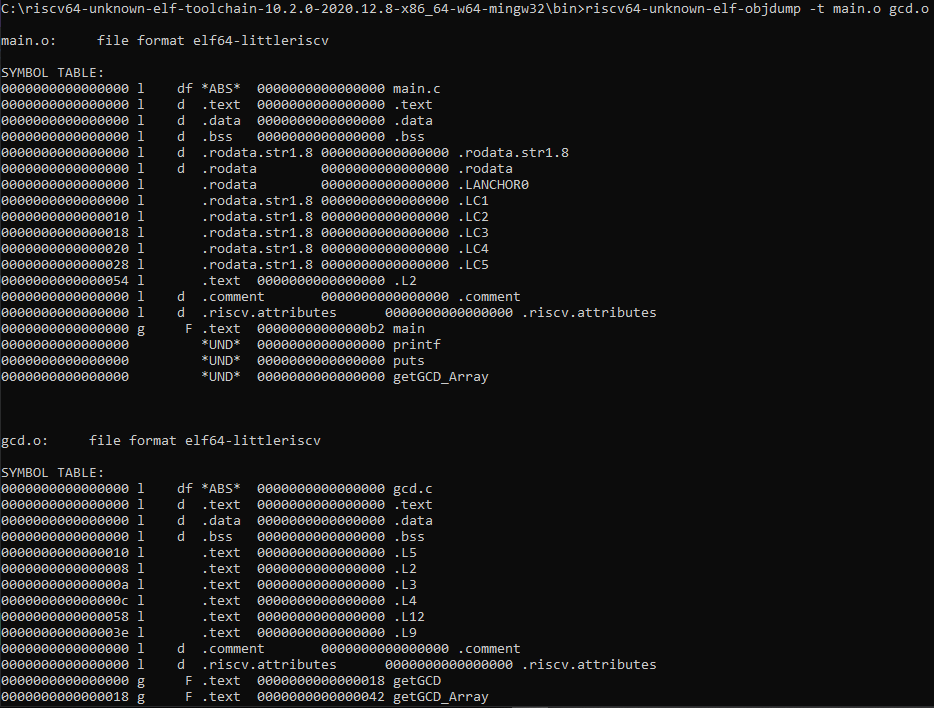 C:\riscv64-unknown-elf-toolchain-10.2.0-2020.12.8-x86_64-w64-mingw32\bin>riscv64-unknown-elf-objdump -t main.o gcd.o
main.o:     file format elf64-littleriscv
SYMBOL TABLE:
0000000000000000 l    df *ABS*  0000000000000000 main.c
0000000000000000 l    d  .text  0000000000000000 .text
0000000000000000 l    d  .data  0000000000000000 .data
0000000000000000 l    d  .bss   0000000000000000 .bss
0000000000000000 l    d  .rodata.str1.8 0000000000000000 .rodata.str1.8
0000000000000000 l    d  .rodata        0000000000000000 .rodata
0000000000000000 l       .rodata        0000000000000000 .LANCHOR0
0000000000000000 l       .rodata.str1.8 0000000000000000 .LC1
0000000000000010 l       .rodata.str1.8 0000000000000000 .LC2
0000000000000018 l       .rodata.str1.8 0000000000000000 .LC3
0000000000000020 l       .rodata.str1.8 0000000000000000 .LC4
0000000000000028 l       .rodata.str1.8 0000000000000000 .LC5
0000000000000054 l       .text  0000000000000000 .L2
0000000000000000 l    d  .comment       0000000000000000 .comment
0000000000000000 l    d  .riscv.attributes      0000000000000000 .riscv.attributes
0000000000000000 g     F .text  00000000000000b2 main
0000000000000000         *UND*  0000000000000000 printf
0000000000000000         *UND*  0000000000000000 puts
0000000000000000         *UND*  0000000000000000 getGCD_Array
gcd.o:     file format elf64-littleriscv
SYMBOL TABLE:
0000000000000000 l    df *ABS*  0000000000000000 gcd.c
0000000000000000 l    d  .text  0000000000000000 .text
0000000000000000 l    d  .data  0000000000000000 .data
0000000000000000 l    d  .bss   0000000000000000 .bss
0000000000000010 l       .text  0000000000000000 .L5
0000000000000008 l       .text  0000000000000000 .L2
000000000000000a l       .text  0000000000000000 .L3
000000000000000c l       .text  0000000000000000 .L4
0000000000000058 l       .text  0000000000000000 .L12
000000000000003e l       .text  0000000000000000 .L9
0000000000000000 l    d  .comment       0000000000000000 .comment
0000000000000000 l    d  .riscv.attributes      0000000000000000 .riscv.attributes
0000000000000000 g     F .text  0000000000000018 getGCD
0000000000000018 g     F .text  0000000000000042 getGCD_Array